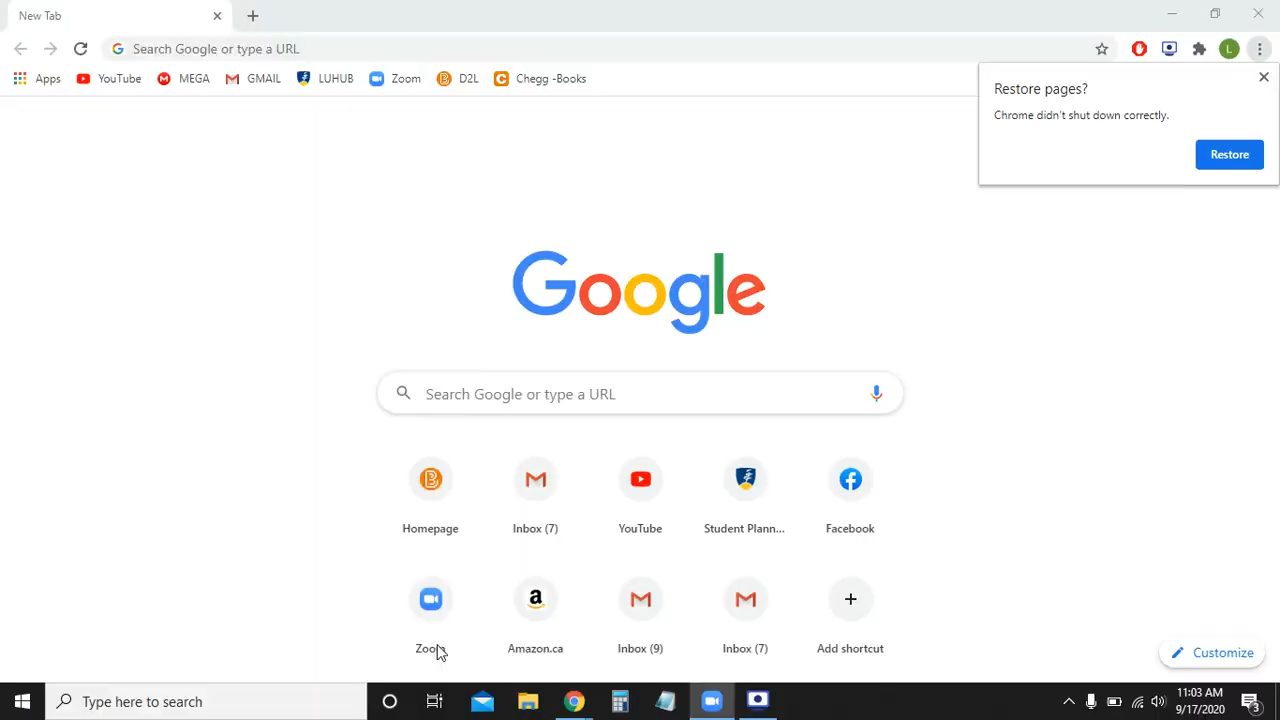 New Tab
Search Google or type a URL
Apps YouTube MEGA GMAIL LUHUB Zoom D2L Chegg -Books
Restore pages?
Chrome didn't shut down correctly.
Restore
Google
Search Google or type a URL
Homepage Inbox (7) YouTube Student Plann... Facebook
Zoom Amazon.ca Inbox (9) Inbox (7) Add shortcut
Customize
Type here to search
11:03 AM
9/17/2020
3